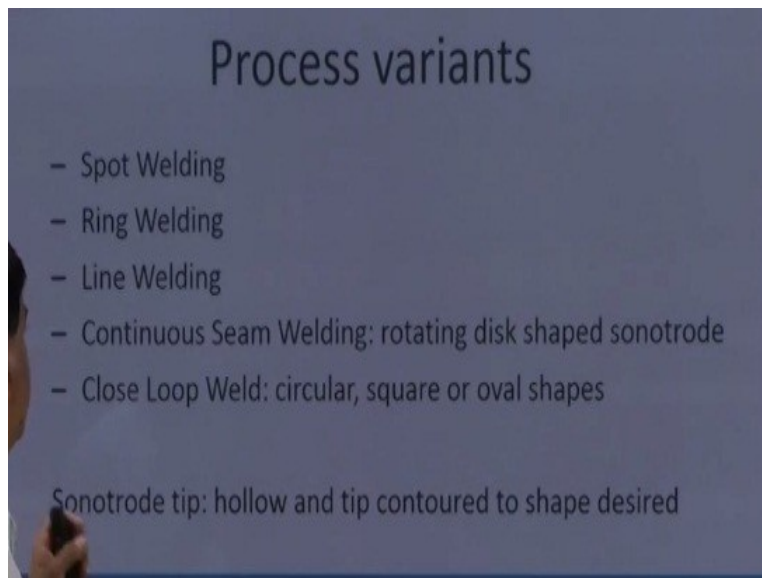 Process variants
– Spot Welding
– Ring Welding
– Line Welding
– Continuous Seam Welding: rotating disk shaped sonotrode
– Close Loop Weld: circular, square or oval shapes
Sonotrode tip: hollow and tip contoured to shape desired